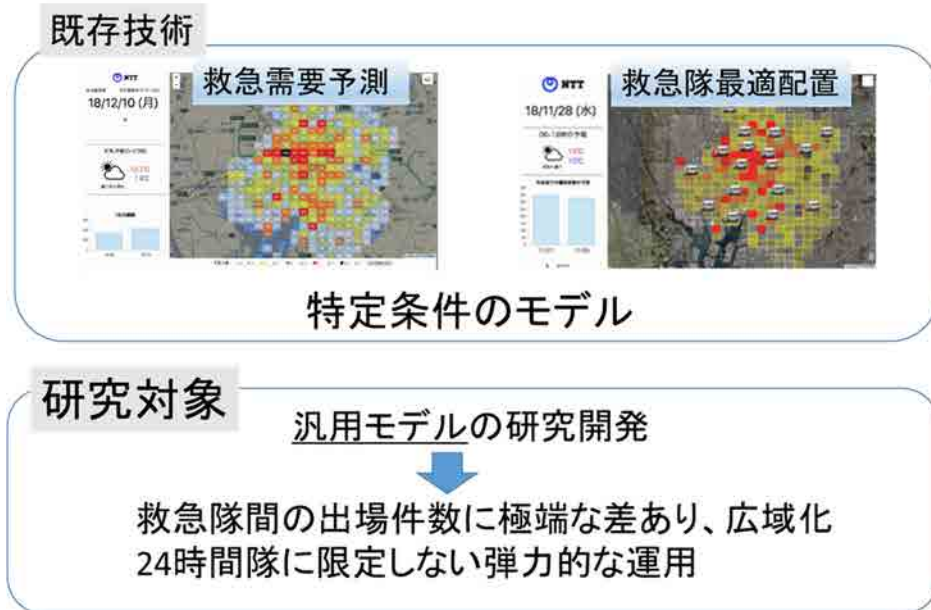 既存技術
NTT
救急需要予測
18/12/10 (月)
NTT
救急隊最適配置
18/11/28 (水)
特定条件のモデル
研究対象
汎用モデルの研究開発
救急隊間の出場件数に極端な差あり、広域化
24時間隊に限定しない弾力的な運用